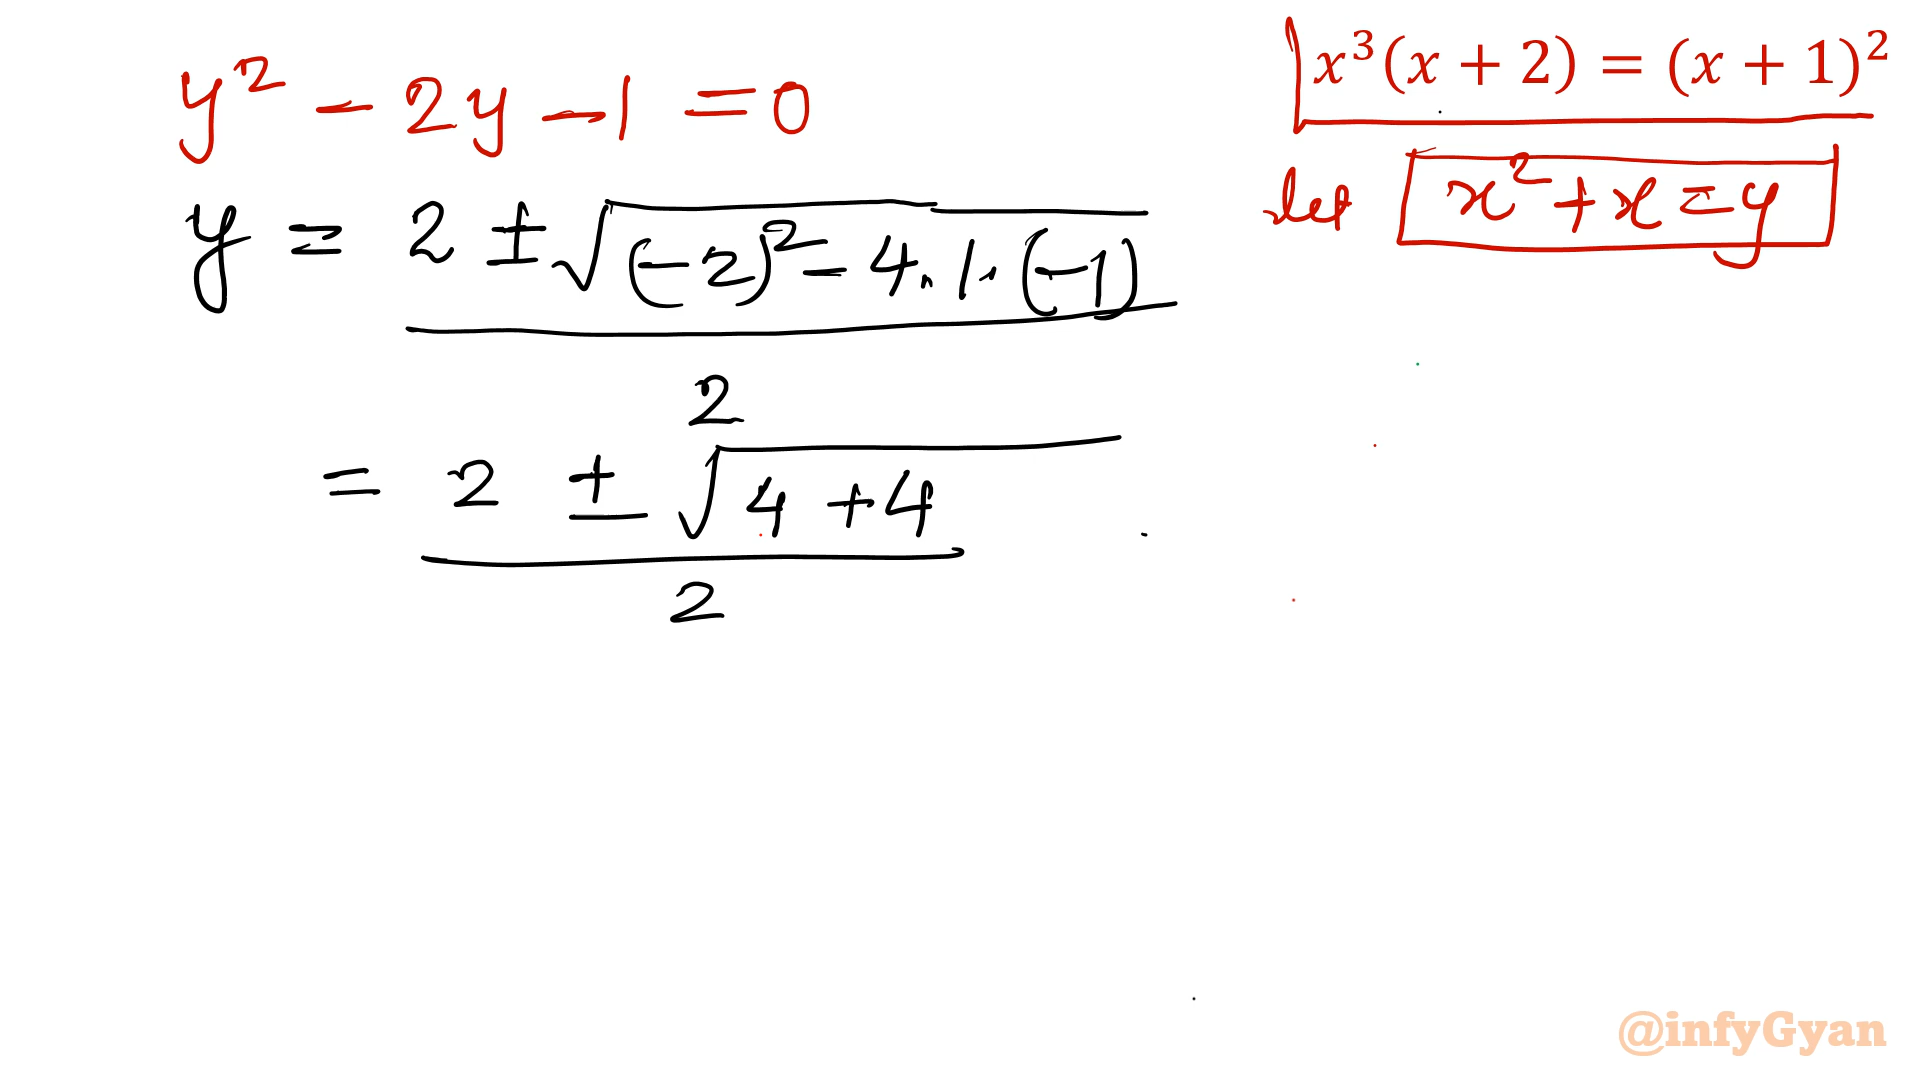 y² - 2y - 1 = 0
y = 2 ± √(-2)² - 4.1.(-1)
2
= 2 ± √4 + 4
2
x³(x + 2) = (x + 1)²
let x² + x = y
@infyGyan